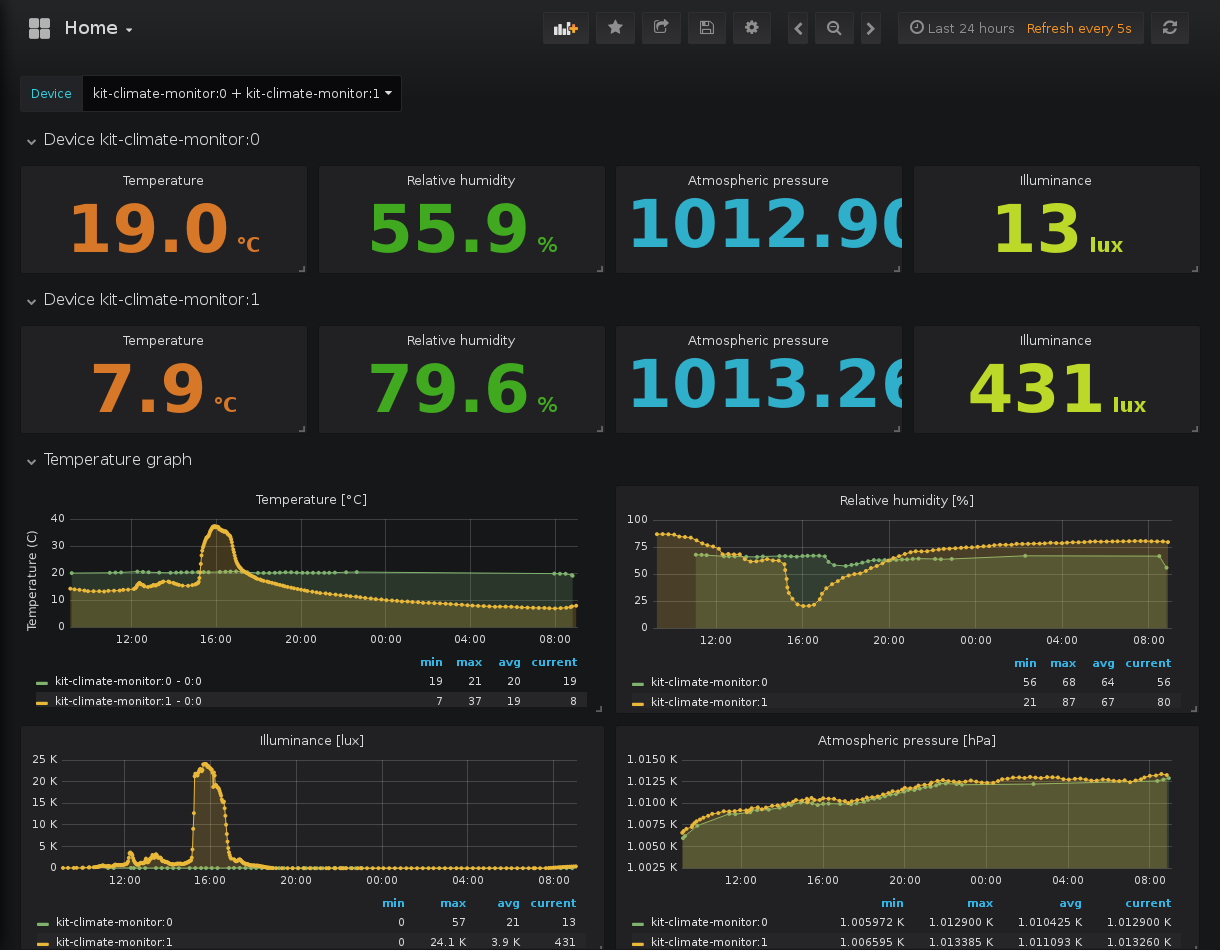 Home
Last 24 hours Refresh every 5s
Device kit-climate-monitor:0 + kit-climate-monitor:1
Device kit-climate-monitor:0
Temperature Relative humidity Atmospheric pressure Illuminance
19.0 °C 55.9 % 1012.90 13 lux
Device kit-climate-monitor:1
Temperature Relative humidity Atmospheric pressure Illuminance
7.9 °C 79.6 % 1013.26 431 lux
Temperature graph
Temperature [°C]
Temperature (C)
40
30
20
10
0
12:00 16:00 20:00 00:00 04:00 08:00
min max avg current
kit-climate-monitor:0 - 0:0 19 21 20 19
kit-climate-monitor:1 - 0:0 7 37 19 8
Relative humidity [%]
100
75
50
25
0
12:00 16:00 20:00 00:00 04:00 08:00
min max avg current
kit-climate-monitor:0 56 68 64 56
kit-climate-monitor:1 21 87 67 80
Illuminance [lux]
25 K
20 K
15 K
10 K
5 K
0
12:00 16:00 20:00 00:00 04:00 08:00
min max avg current
kit-climate-monitor:0 0 57 21 13
kit-climate-monitor:1 0 24.1 K 3.9 K 431
Atmospheric pressure [hPa]
1.0150 K
1.0125 K
1.0100 K
1.0075 K
1.0050 K
1.0025 K
12:00 16:00 20:00 00:00 04:00 08:00
min max avg current
kit-climate-monitor:0 1.005972 K 1.012900 K 1.010425 K 1.012900 K
kit-climate-monitor:1 1.006595 K 1.013385 K 1.011093 K 1.013260 K